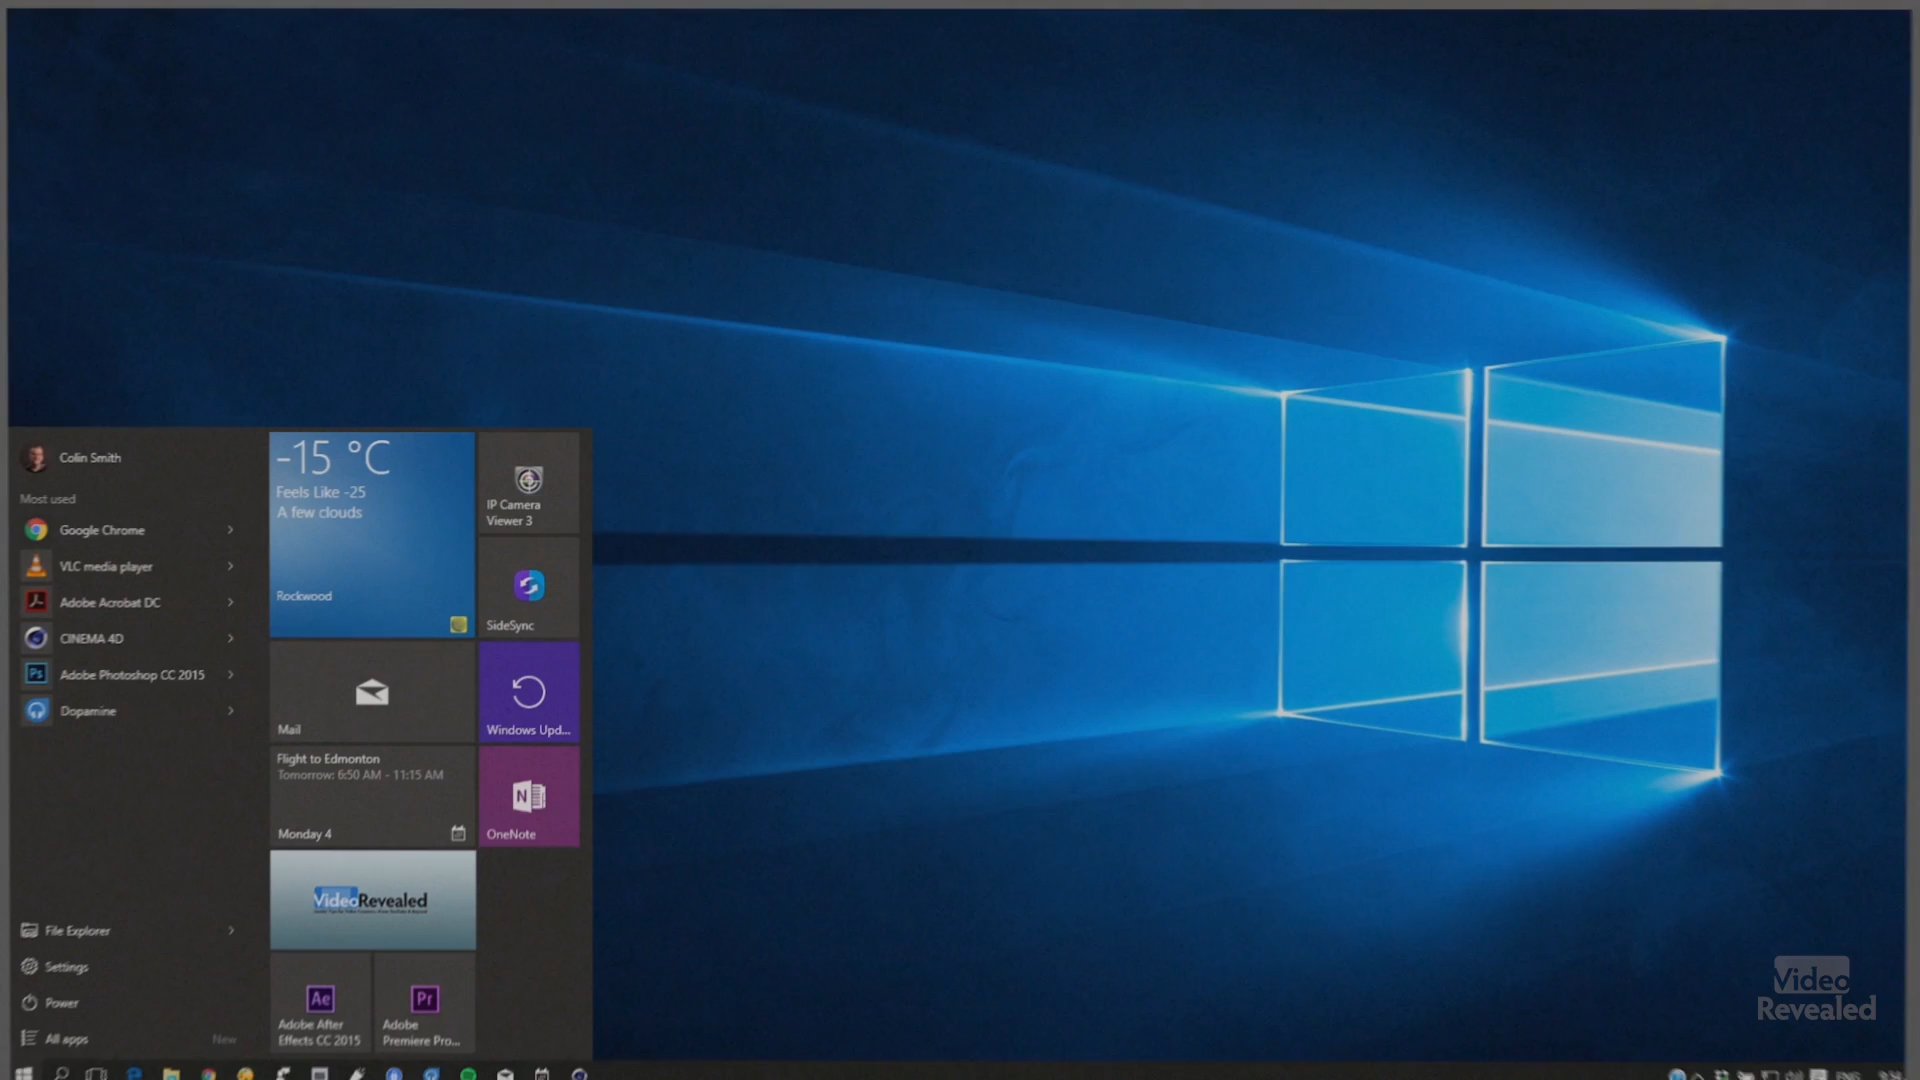 Colin Smith
Most used
Google Chrome
VLC media player
Adobe Acrobat DC
CINEMA 4D
Ps
Adobe Photoshop CC 2015
Dopamine
File Explorer
Settings
Power
All apps
New
-15 °C
Feels Like -25
A few clouds
Rockwood
IP Camera
Viewer 3
SideSync
Mail
Windows Upd...
Flight to Edmonton
Tomorrow: 6:50 AM - 11:15 AM
Monday 4
N
OneNote
VideoRevealed
Ae
Adobe After
Effects CC 2015
Pr
Adobe
Premiere Pro...
Video
Revealed